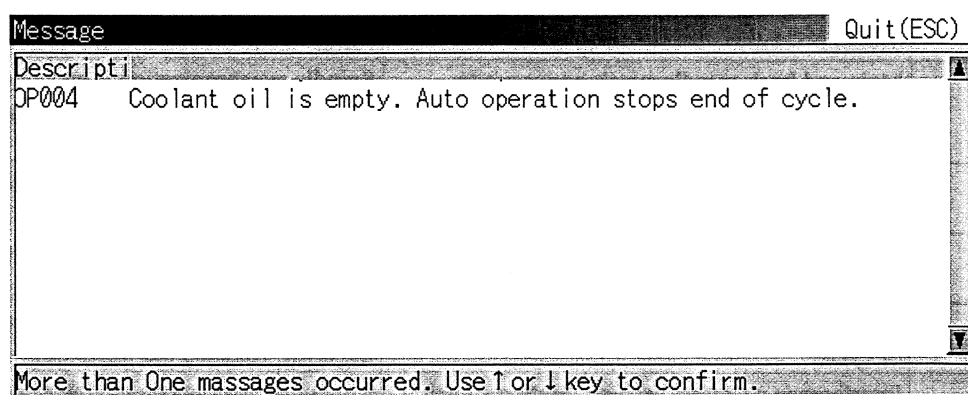 Message Quit(ESC)
Descripti
OP004 Coolant oil is empty. Auto operation stops end of cycle.
More than One massages occurred. Use↑or↓key to confirm.